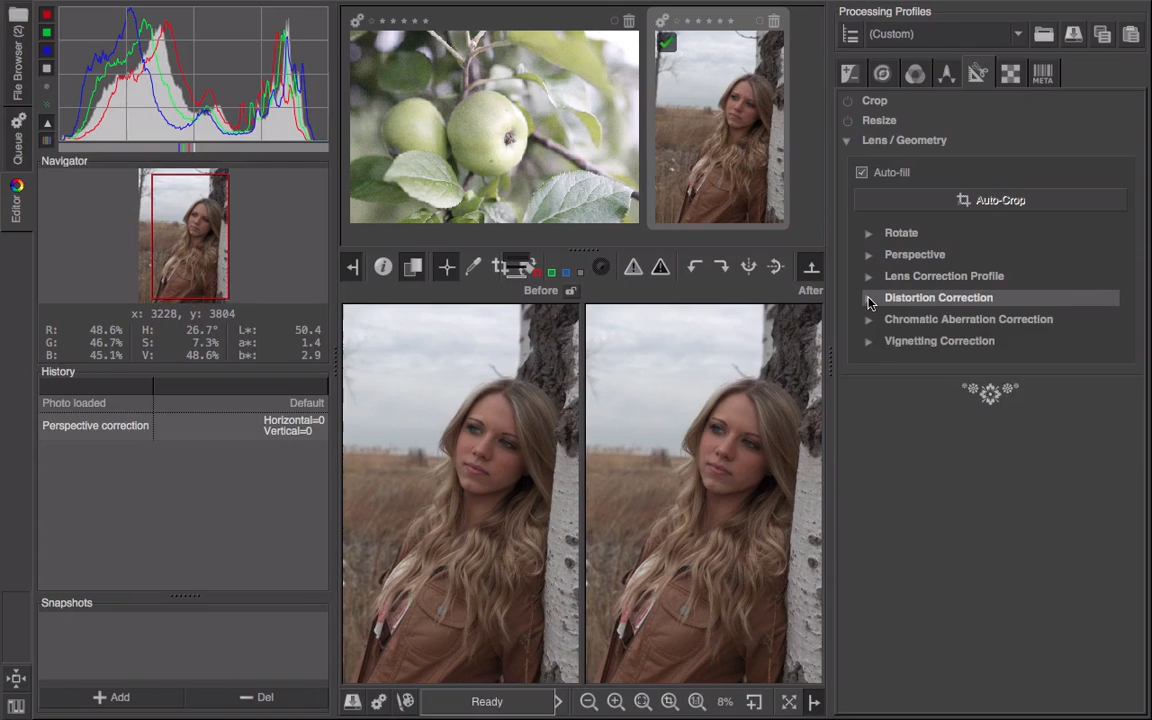 File Browser (2)
Queue
Editor
Navigator
x: 3228, y: 3804
R: 48.6% H: 26.7° L*: 50.4
G: 46.7% S: 7.3% a*: 1.4
B: 45.1% V: 48.6% b*: 2.9
History
Photo loaded Default
Perspective correction Horizontal=0
Vertical=0
Snapshots
Add Del
Before After
Ready 8%
Processing Profiles
(Custom)
META
Crop
Resize
Lens / Geometry
Auto-fill
Auto-Crop
Rotate
Perspective
Lens Correction Profile
Distortion Correction
Chromatic Aberration Correction
Vignetting Correction